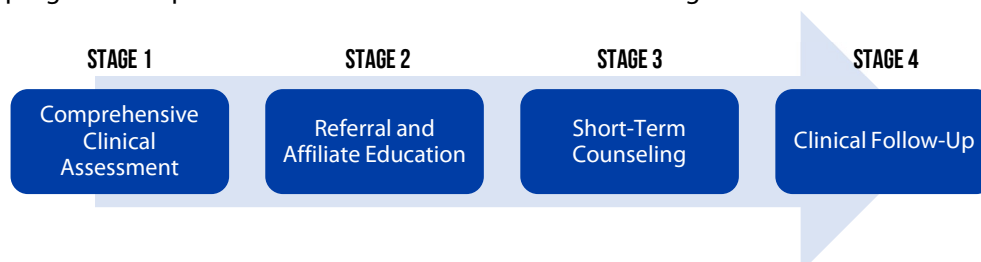 STAGE 1
STAGE 2
STAGE 3
STAGE 4
Comprehensive
Clinical
Assessment
Referral and
Affiliate Education
Short-Term
Counseling
Clinical Follow-Up